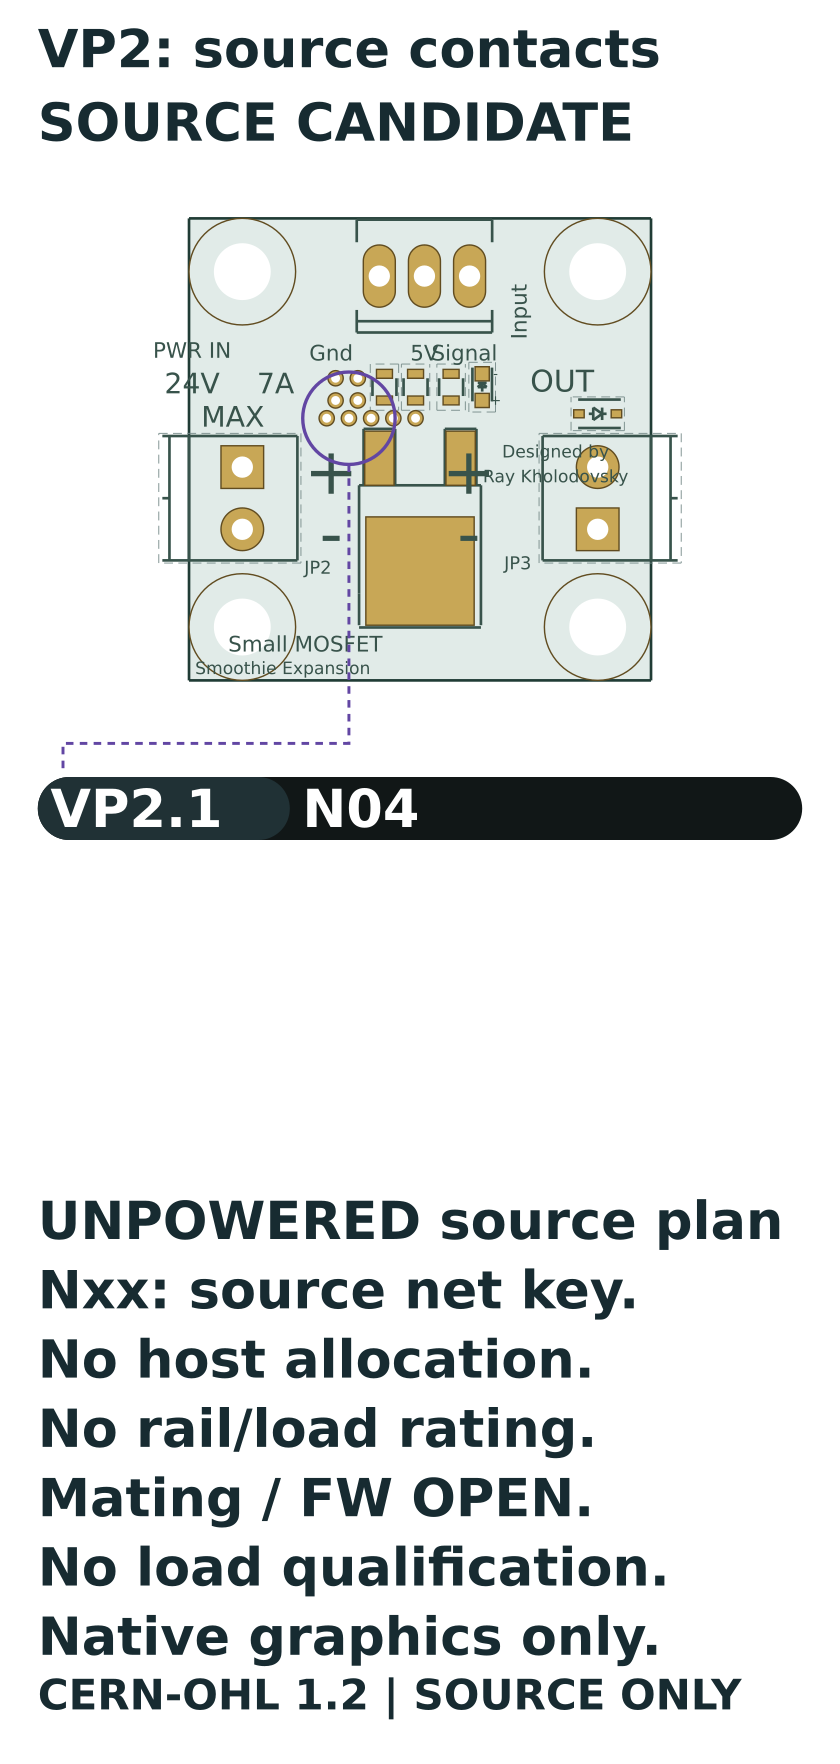 VP2: source contacts
SOURCE CANDIDATE
Input
PWR IN
Gnd 5V Signal
24V 7A
OUT
MAX
Designed by
Ray Kholodovsky
+ +
- -
JP2 JP3
Small MOSFET
Smoothie Expansion
VP2.1 N04
UNPOWERED source plan
Nxx: source net key.
No host allocation.
No rail/load rating.
Mating / FW OPEN.
No load qualification.
Native graphics only.
CERN-OHL 1.2 | SOURCE ONLY